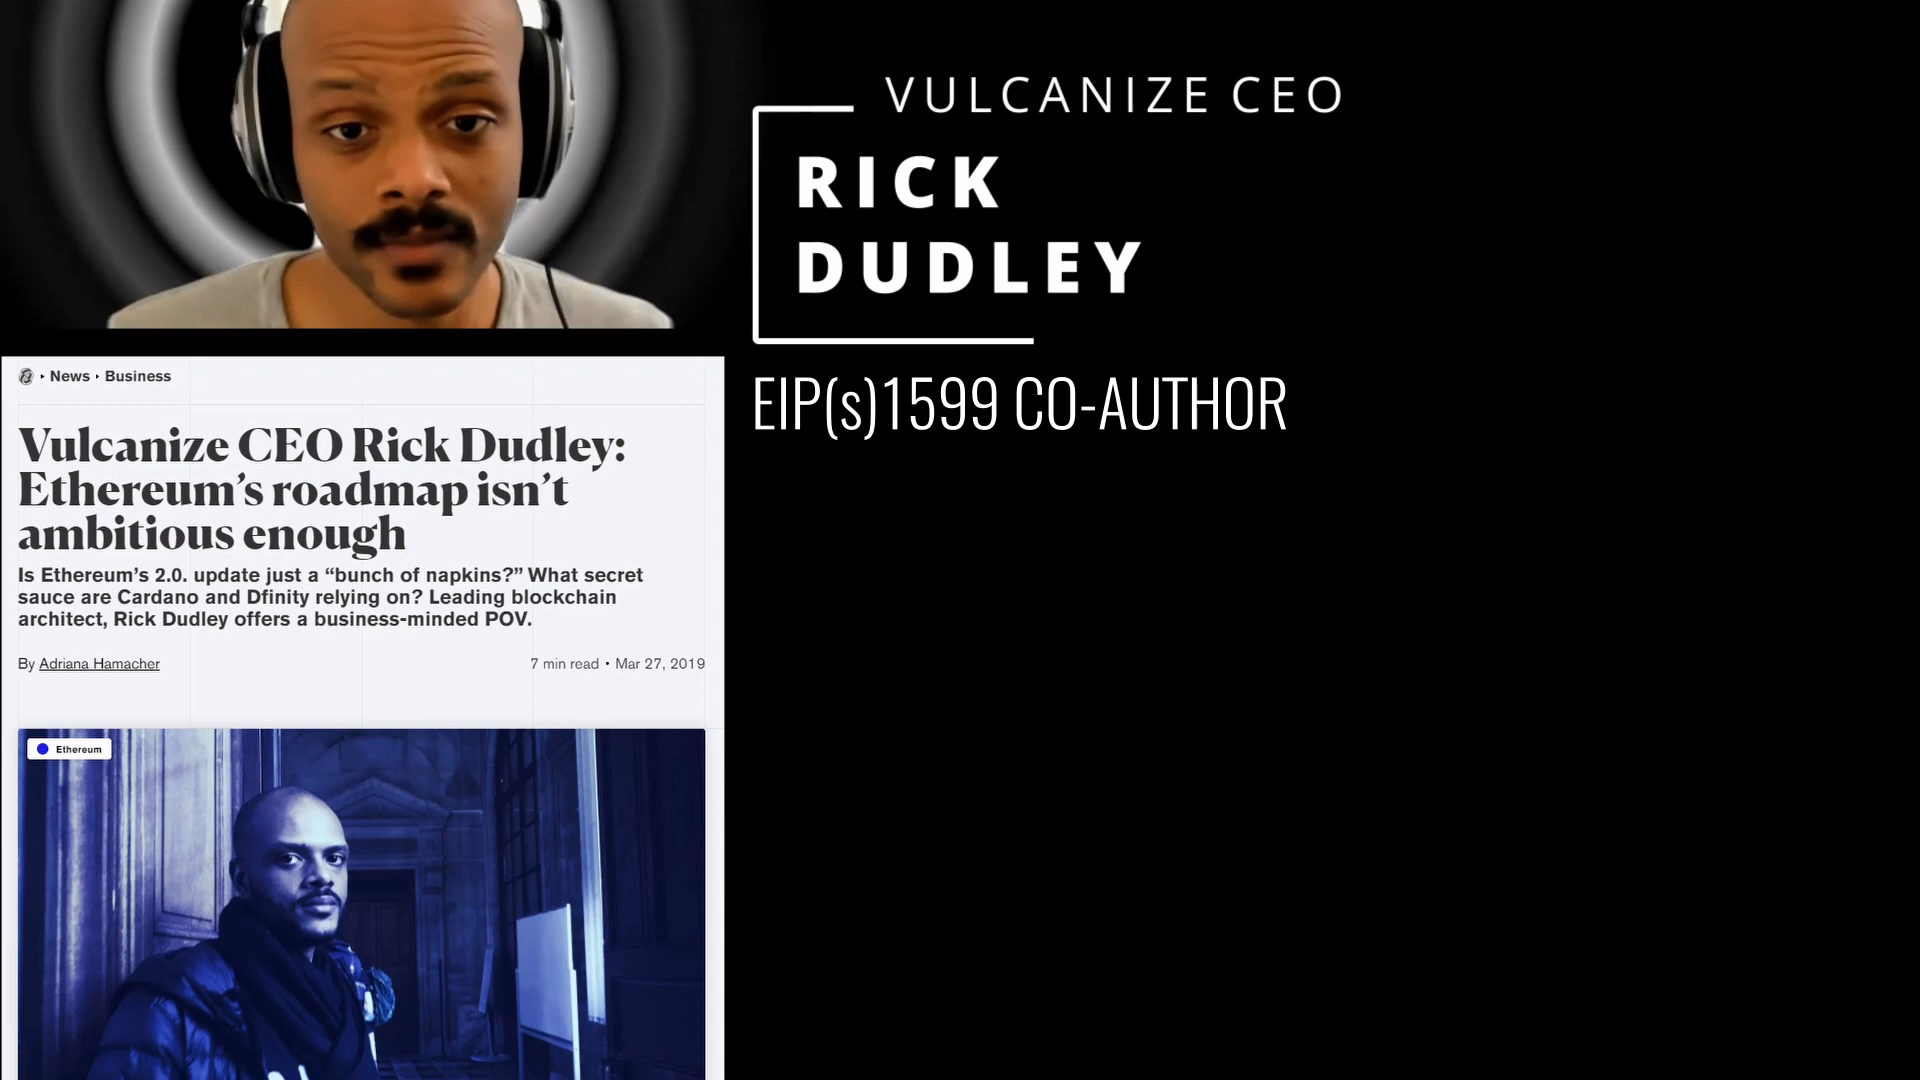 VULCANIZE CEO
RICK
DUDLEY
EIP(s)1599 CO-AUTHOR
News · Business
Vulcanize CEO Rick Dudley:
Ethereum’s roadmap isn’t
ambitious enough
Is Ethereum’s 2.0. update just a “bunch of napkins?” What secret
sauce are Cardano and Dfinity relying on? Leading blockchain
architect, Rick Dudley offers a business-minded POV.
By Adriana Hamacher
7 min read • Mar 27, 2019
Ethereum